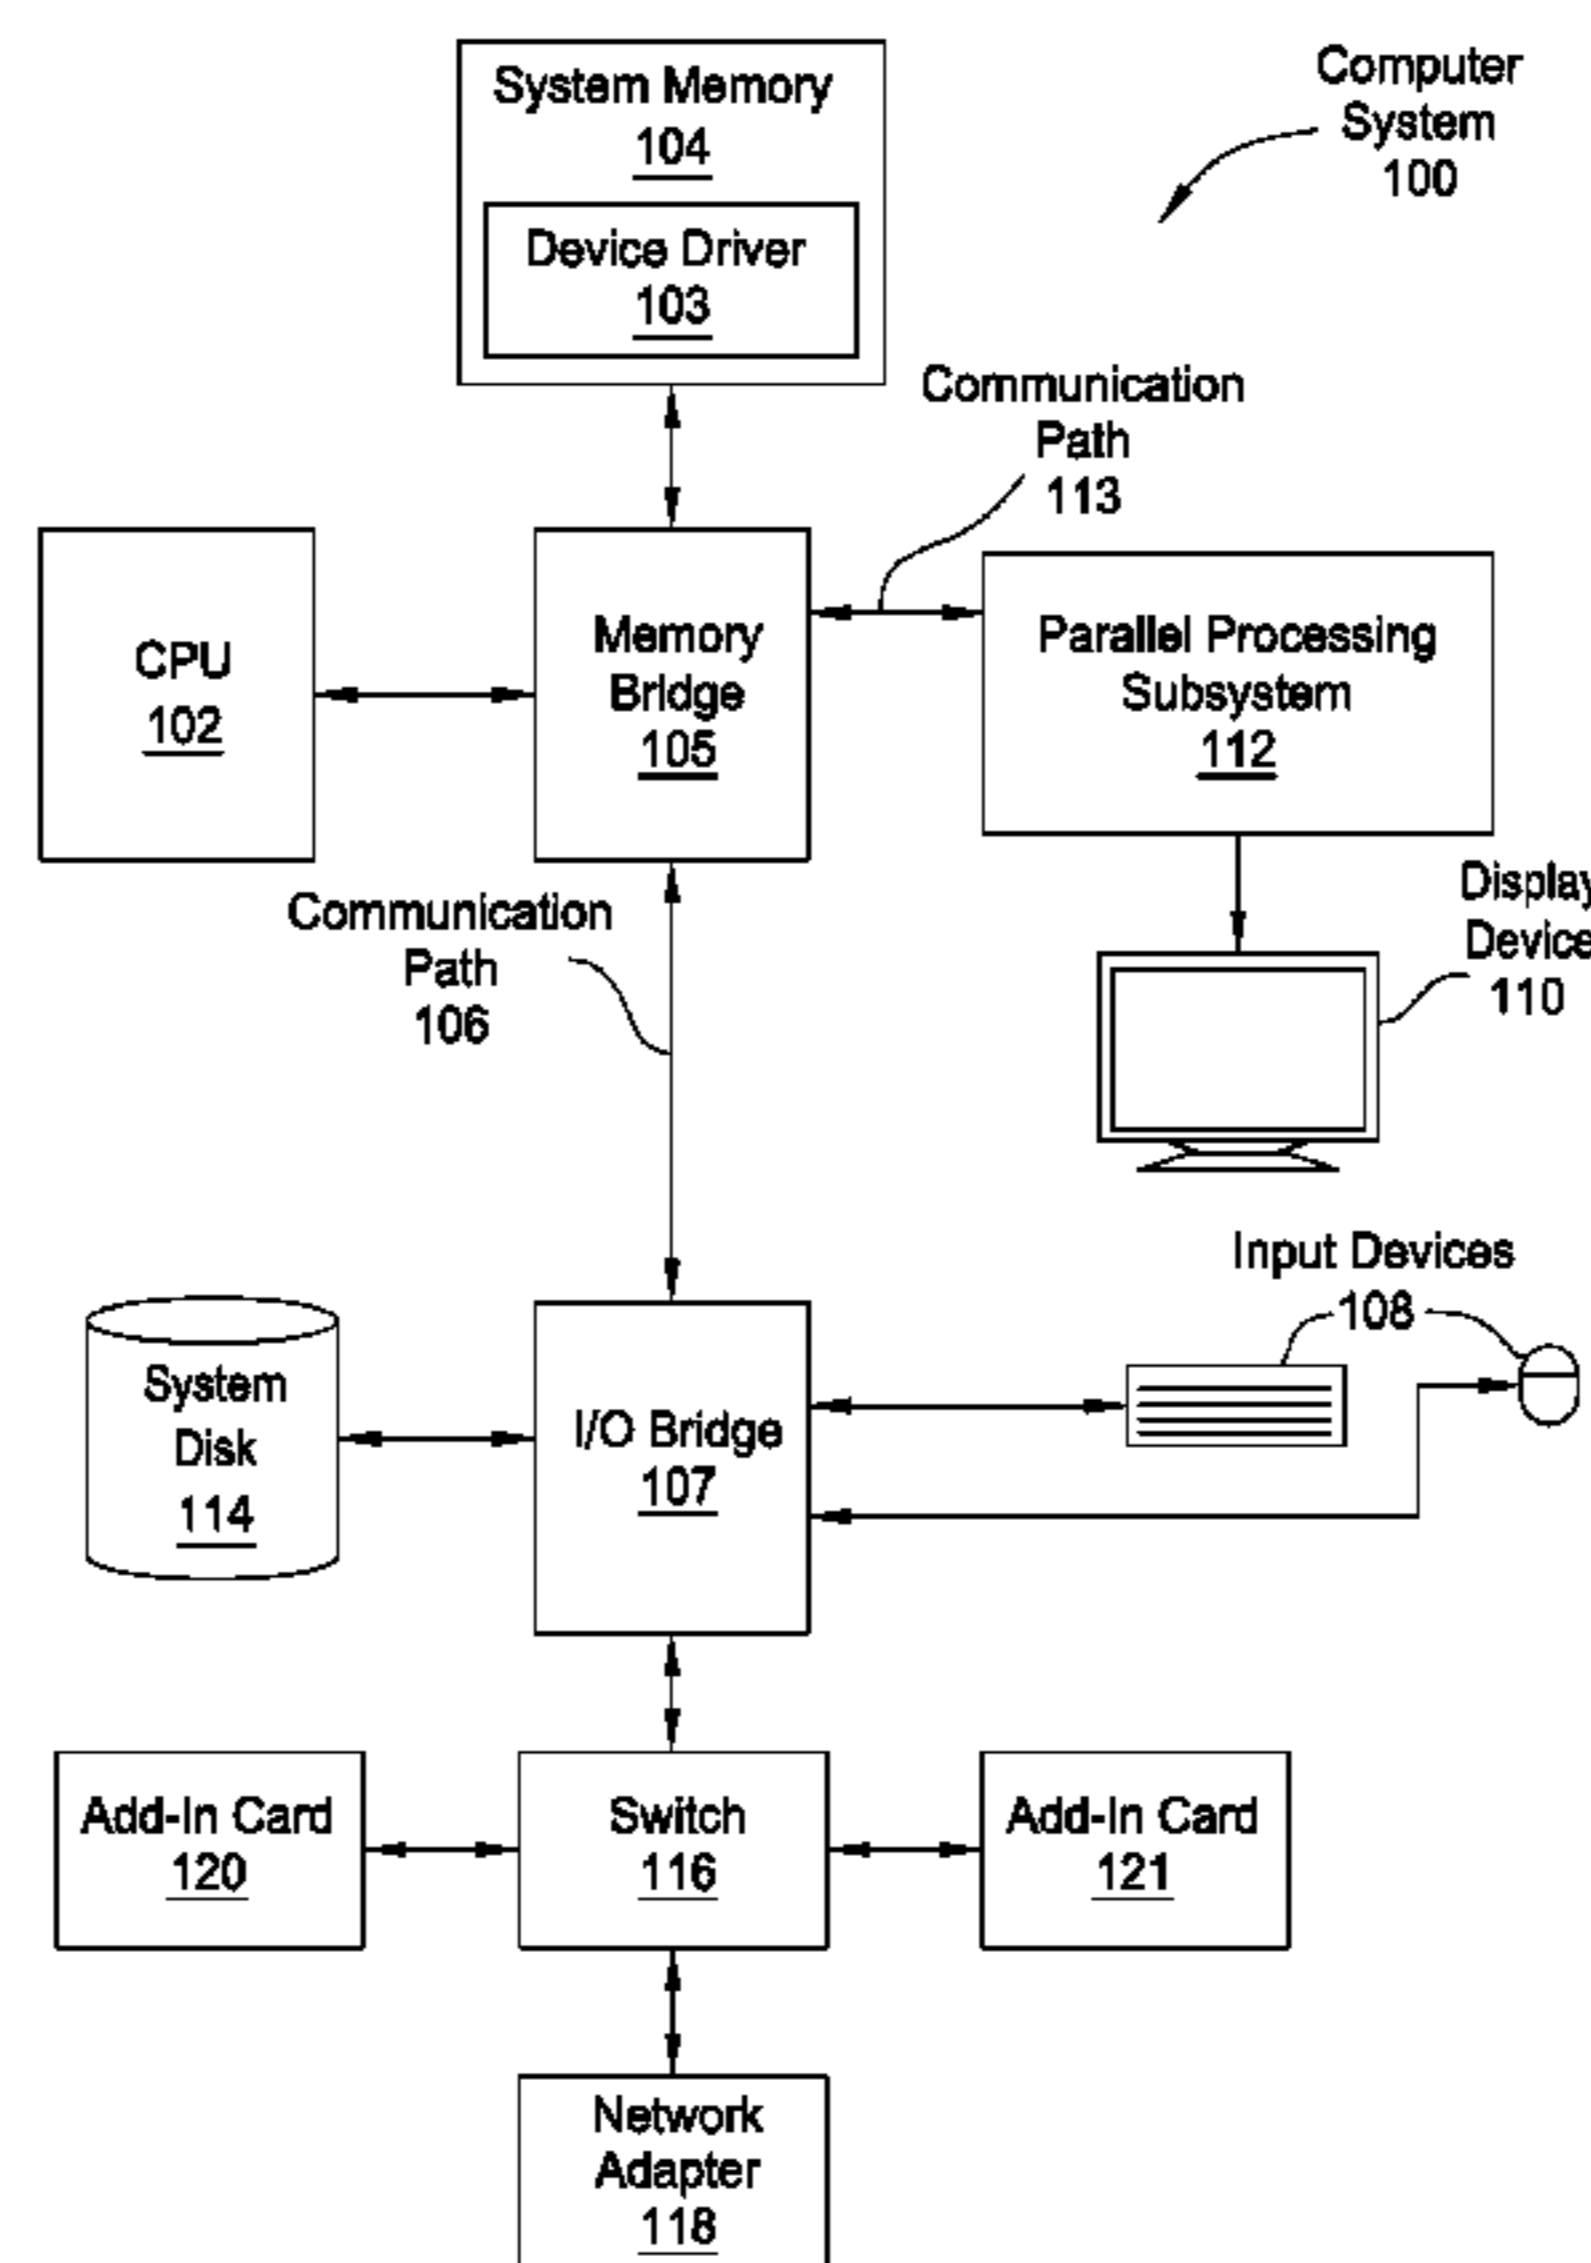 System Memory
104
Device Driver
103
Computer
System
100
Communication
Path
113
CPU
102
Memory
Bridge
105
Parallel Processing
Subsystem
112
Communication
Path
106
Display
Device
110
Input Devices
108
System
Disk
114
I/O Bridge
107
Add-In Card
120
Switch
116
Add-In Card
121
Network
Adapter
118